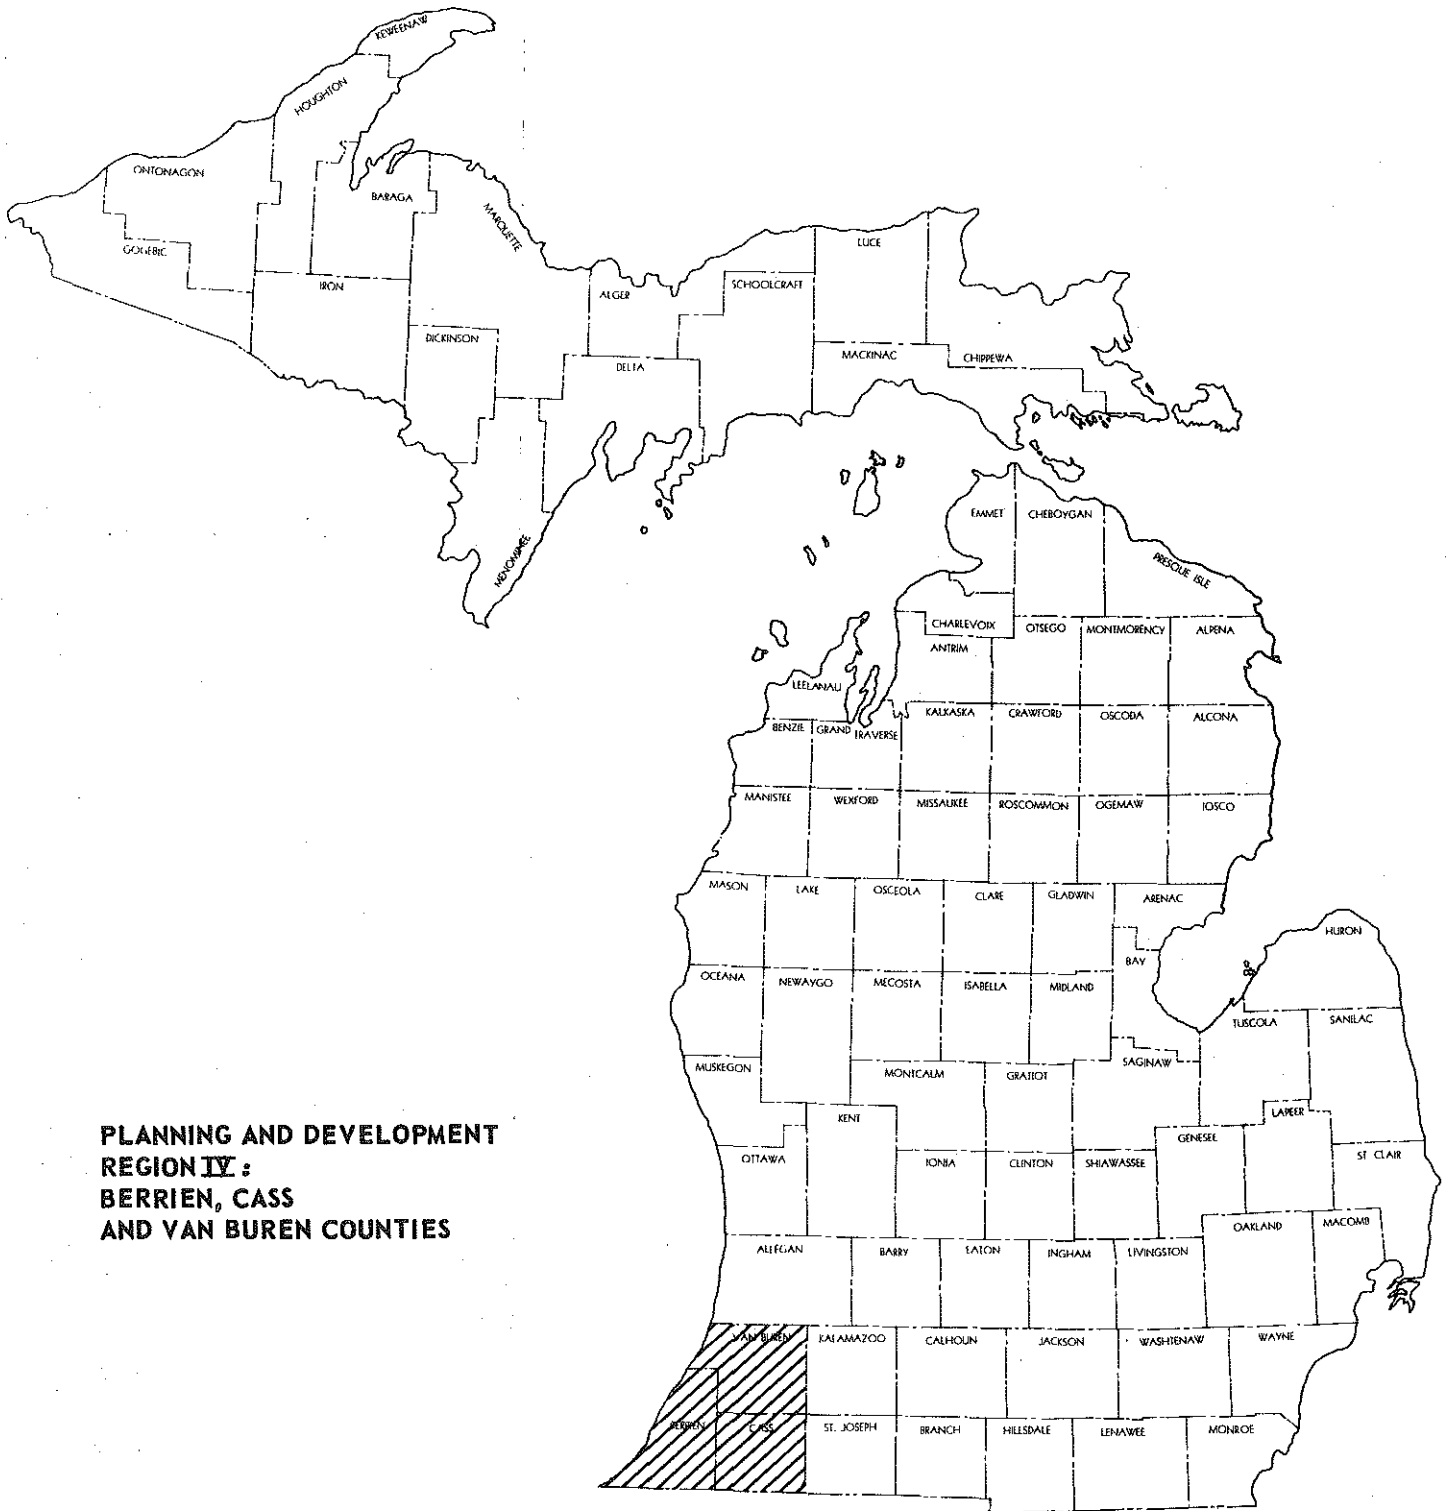 KEWEENAW
HOUGHTON
ONTONAGON
BARAGA
MARQUETTE
GOGEBIC
IRON
LUCE
ALGER
SCHOOLCRAFT
DICKINSON
DELTA
MACKINAC
CHIPPEWA
MENOMINEE
EMMET
CHEBOYGAN
PRESQUE ISLE
CHARLEVOIX
OTSEGO
MONTMORENCY
ALPENA
ANTRIM
LEELANAU
BENZIE
GRAND TRAVERSE
KALKASKA
CRAWFORD
OSCODA
ALCONA
MANISTEE
WEXFORD
MISSAUKEE
ROSCOMMON
OGEMAW
IOSCO
MASON
LAKE
OSCEOLA
CLARE
GLADWIN
ARENAC
HURON
BAY
OCEANA
NEWAYGO
MECOSTA
ISABELLA
MIDLAND
TUSCOLA
SANILAC
MUSKEGON
MONTCALM
GRATIOT
SAGINAW
KENT
LAPEER
GENESEE
OTTAWA
IONIA
CLINTON
SHIAWASSEE
ST CLAIR
PLANNING AND DEVELOPMENT
REGION IV :
BERRIEN, CASS
AND VAN BUREN COUNTIES
OAKLAND
MACOMB
ALLEGAN
BARRY
EATON
INGHAM
LIVINGSTON
VAN BUREN
KALAMAZOO
CALHOUN
JACKSON
WASHTENAW
WAYNE
BERRIEN
CASS
ST. JOSEPH
BRANCH
HILLSDALE
LENAWEE
MONROE